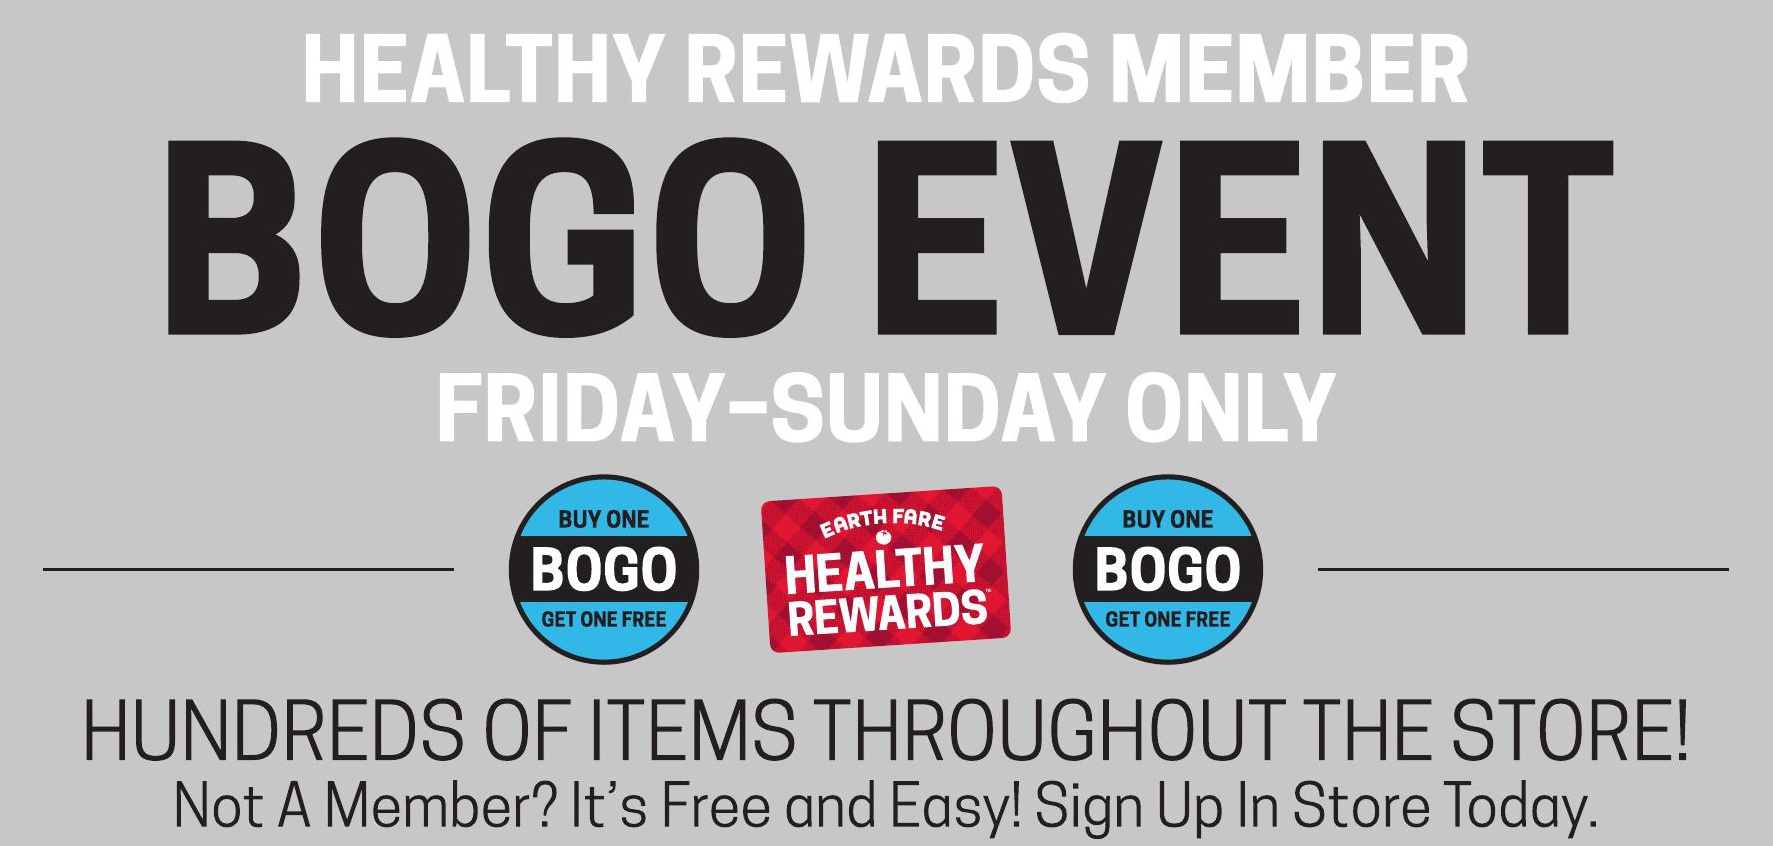 HEALTHY REWARDS MEMBER
BOGO EVENT
FRIDAY-SUNDAY ONLY
BUY ONE
BOGO
GET ONE FREE
EARTH FARE
HEALTHY
REWARDS™
BUY ONE
BOGO
GET ONE FREE
HUNDREDS OF ITEMS THROUGHOUT THE STORE!
Not A Member? It's Free and Easy! Sign Up In Store Today.